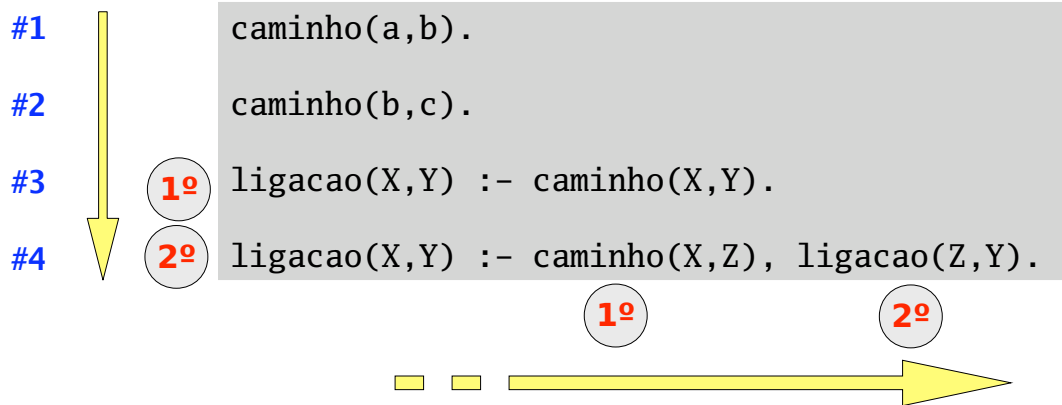 #1 caminho(a,b).
#2 caminho(b,c).
#3 1º ligacao(X,Y) :- caminho(X,Y).
#4 2º ligacao(X,Y) :- caminho(X,Z), ligacao(Z,Y).
1º 2º